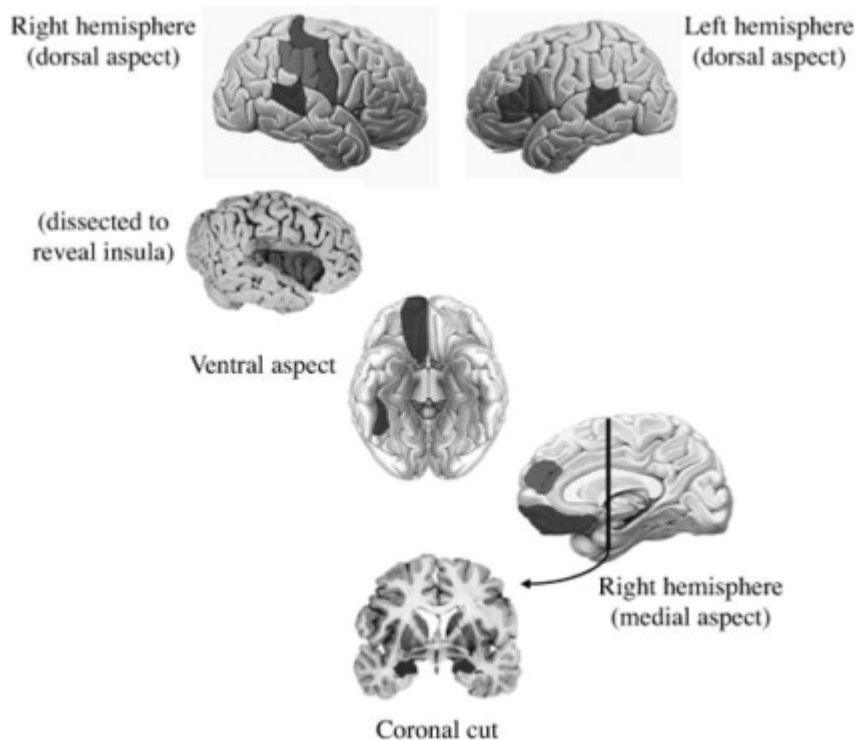 Right hemisphere
(dorsal aspect)
Left hemisphere
(dorsal aspect)
(dissected to
reveal insula)
Ventral aspect
Right hemisphere
(medial aspect)
Coronal cut